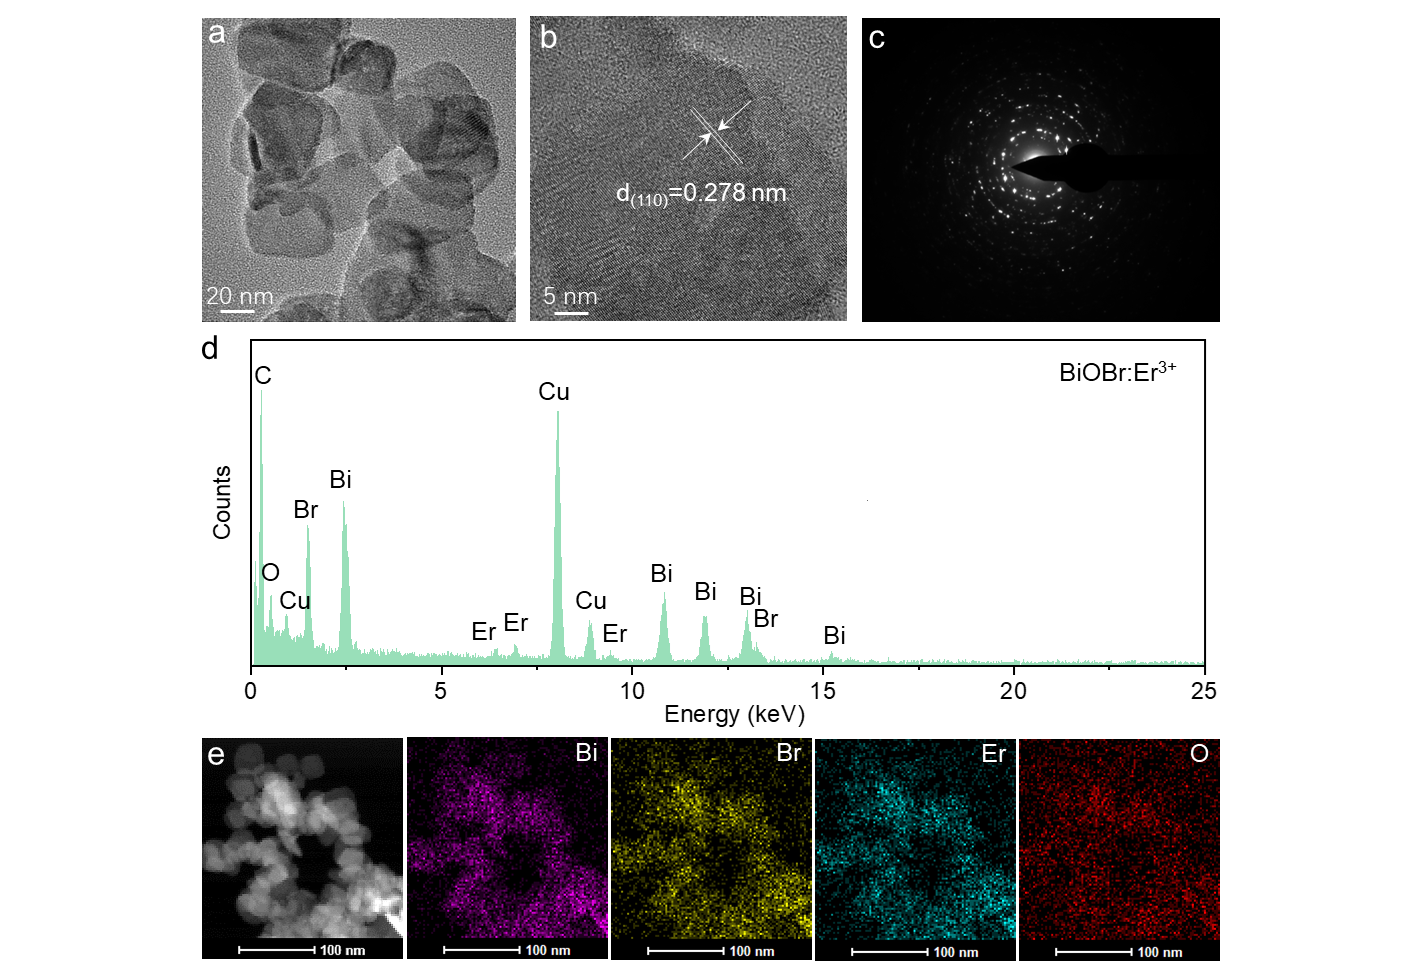 a
20 nm
b
d(110)=0.278 nm
5 nm
c
d
BiOBr:Er³⁺
Counts
C
O
Cu
Br
Bi
Er
Er
Cu
Cu
Er
Bi
Bi
Bi
Br
Bi
0 5 10 15 20 25
Energy (keV)
e
100 nm
Bi
100 nm
Br
100 nm
Er
100 nm
O
100 nm